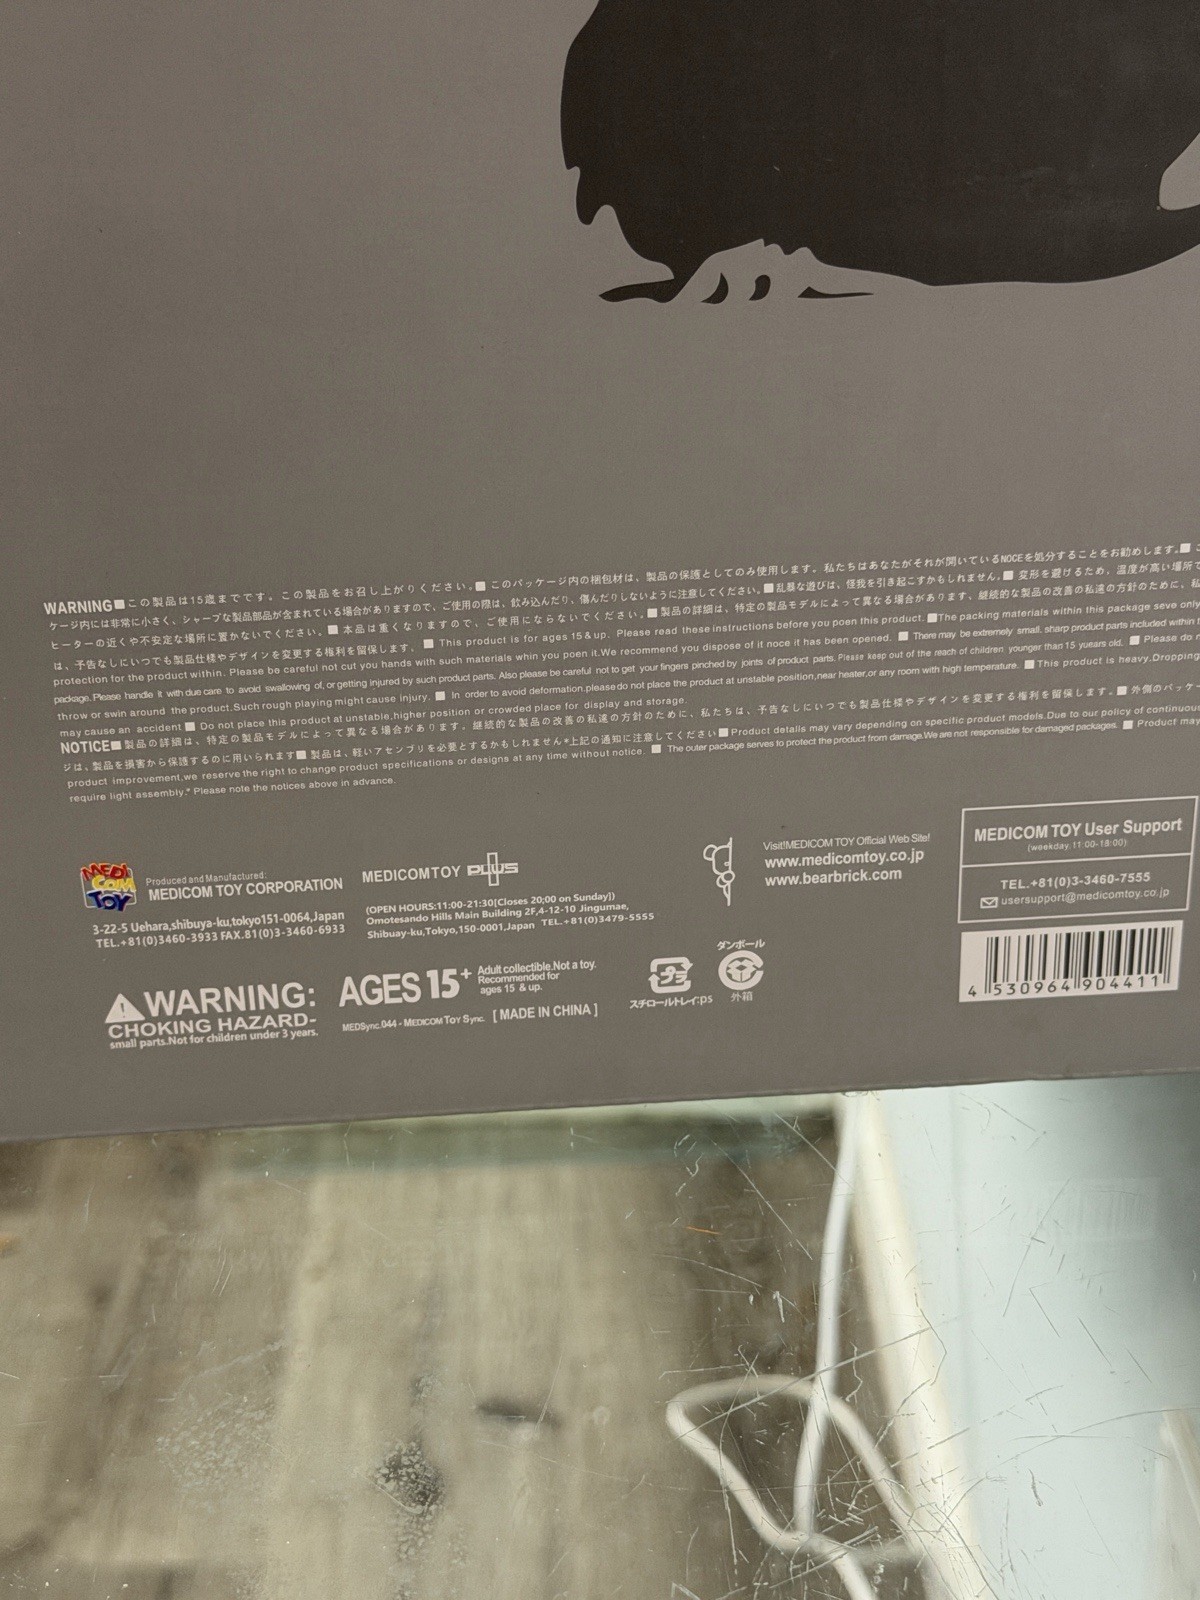 WARNING■この製品は15歳までです。この製品をお召し上がりください。■このパッケージ内の梱包材は、製品の保護としてのみ使用します。私たちはあなたがそれが開いているNOCEを処分することをお勧めします。■
ケージ内には非常に小さく、シャープな製品部品が含まれている場合がありますので、ご使用の際は、飲み込んだり、傷んだりしないように注意してください。■乱暴な遊びは、怪我を引き起こすかもしれません。■変形を避けるため、温度が高い場所で
ヒーターの近くや不安定な場所に置かないでください。■本品は重くなりますので、ご使用にならないでください。■製品の詳細は、特定の製品モデルによって異なる場合があります、継続的な製品の改善の私達の方針のために、私
は、予告なしにいつでも製品仕様やデザインを変更する権利を留保します。■This product is for ages 15& up. Please read these instructions before you poen this product.■The packing materials within this package seve only
protection for the product within. Please be careful not cut you hands with such materials whin you poen it.We recommend you dispose of it noce it has been opened. ■ There may be extremely small, sharp product parts included within
package. Please handle it with due care to avoid swallowing of, or getting injured by such product parts. Also please be careful not to get your fingers pinched by joints of product parts. Please keep out of the reach of children younger than 15 yuears old. ■ Please do
throw or swin around the product.Such rough playing might cause injury. ■ In order to avoid deformation,please do not place the product at unstable position,near heater,or any room with high temperature. ■ This product is heavy.Dropping
may cause an accident ■ Do not place this product at unstable,higher position or crowded place for display and storage.
NOTICE■製品の詳細は、特定の製品モデルによって異なる場合があります。継続的な製品の改善の私達の方針のために、私たちは、予告なしにいつでも製品仕様やデザインを変更する権利を留保します。■外側のパッケー
ジは、製品を損害から保護するのに用いられます■製品は、軽いアセンブリを必要とするかもしれません*上記の通知に注意してください■Product details may vary depending on specific product models.Due to our policy of continuous
product improvement,we reserve the right to change product specifications or designs at any time without notice. ■ The outer package serves to protect the product from damage.We are not responsible for damaged packages. ■ Product may
require light assembly.* Please note the notices above in advance.
MEDI COM TOY
Produced and Manufactured:
MEDICOM TOY CORPORATION
3-22-5 Uehara,shibuya-ku,tokyo151-0064,Japan
TEL.+81(0)3460-3933 FAX.81(0)3-3460-6933
MEDICOMTOY PLUS
(OPEN HOURS:11:00-21:30[Closes 20;00 on Sunday])
Omotesando Hills Main Building 2F,4-12-10 Jingumae,
Shibuay-ku,Tokyo,150-0001,Japan TEL.+81(0)3479-5555
Visit!MEDICOM TOY Official Web Site!
www.medicomtoy.co.jp
www.bearbrick.com
MEDICOM TOY User Support
(weekday.11:00-18:00)
TEL.+81(0)3-3460-7555
usersupport@medicomtoy.co.jp
WARNING:
CHOKING HAZARD-
small parts.Not for children under 3 years.
AGES 15+
Adult collectible.Not a toy.
Recommended for
ages 15 & up.
MEDSync.044 - MEDICOM TOY Sync. [ MADE IN CHINA ]
プラ
スチロールトレイ:ps
ダンボール
外箱
4 530964 904411